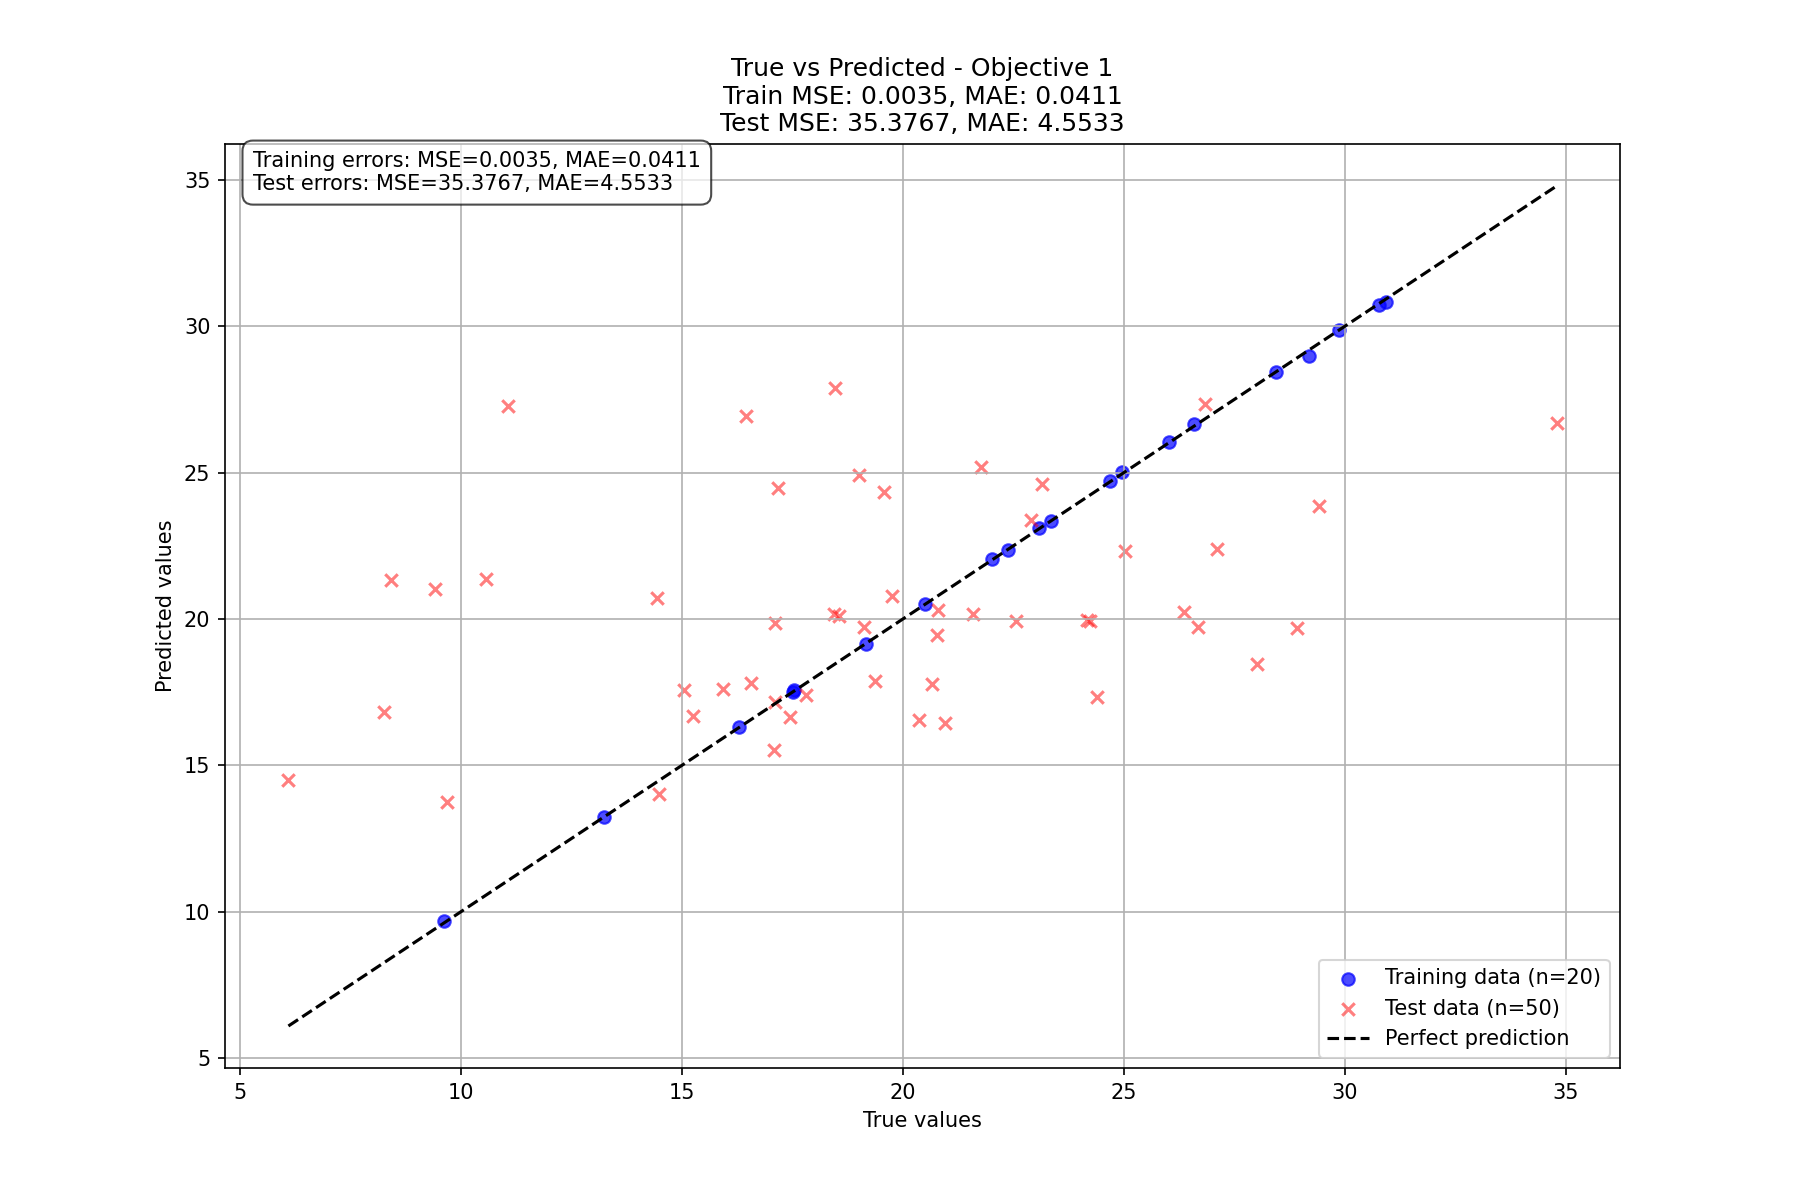 True vs Predicted - Objective 1
Train MSE: 0.0035, MAE: 0.0411
Test MSE: 35.3767, MAE: 4.5533
Training errors: MSE=0.0035, MAE=0.0411
Test errors: MSE=35.3767, MAE=4.5533
35
30
25
20
15
10
5
Predicted values
Training data (n=20)
Test data (n=50)
Perfect prediction
5 10 15 20 25 30 35
True values